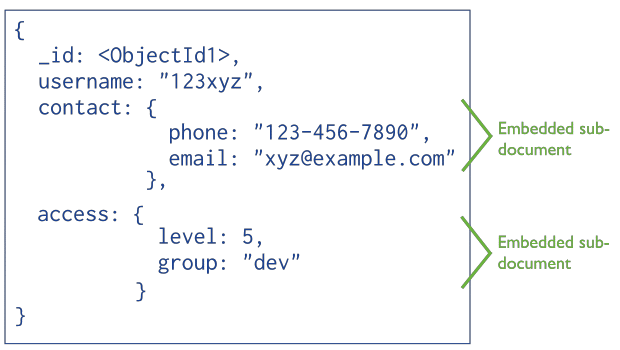 {
_id: <ObjectId1>,
username: "123xyz",
contact: {
phone: "123-456-7890",
email: "xyz@example.com"
},
Embedded sub-
document
access: {
level: 5,
group: "dev"
}
Embedded sub-
document
}